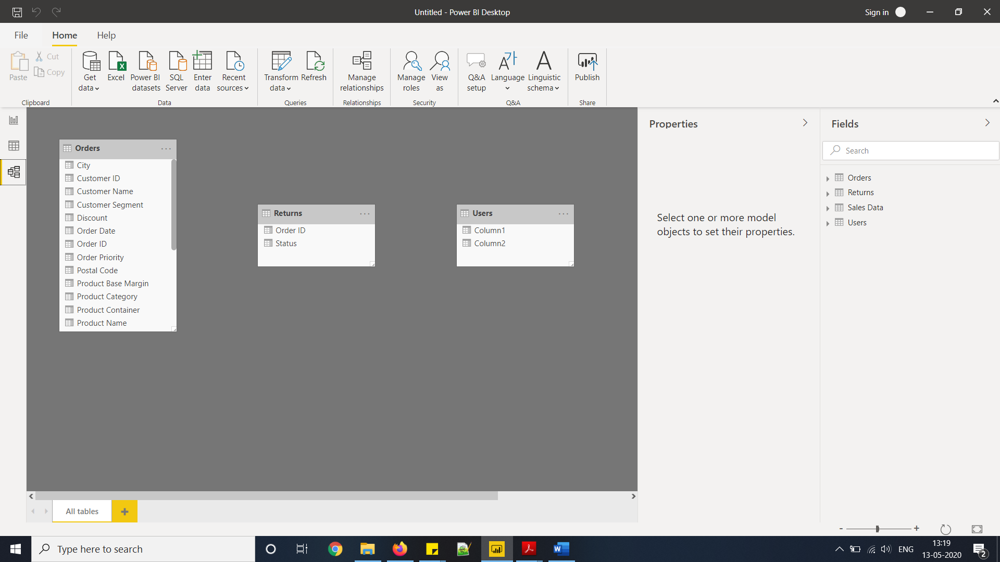 Untitled - Power BI Desktop
Sign in
File
Home
Help
Paste
Cut
Copy
Clipboard
Get
data
Excel
Power BI
datasets
SQL
Server
Enter
data
Recent
sources
Data
Transform
data
Refresh
Queries
Manage
relationships
Relationships
Manage
roles
View
as
Security
Q&A
setup
Language
Linguistic
schema
Q&A
Publish
Share
Orders
City
Customer ID
Customer Name
Customer Segment
Discount
Order Date
Order ID
Order Priority
Postal Code
Product Base Margin
Product Category
Product Container
Product Name
Returns
Order ID
Status
Users
Column1
Column2
Properties
Select one or more model
objects to set their properties.
Fields
Search
Orders
Returns
Sales Data
Users
All tables
Type here to search
ENG
13:19
13-05-2020
2